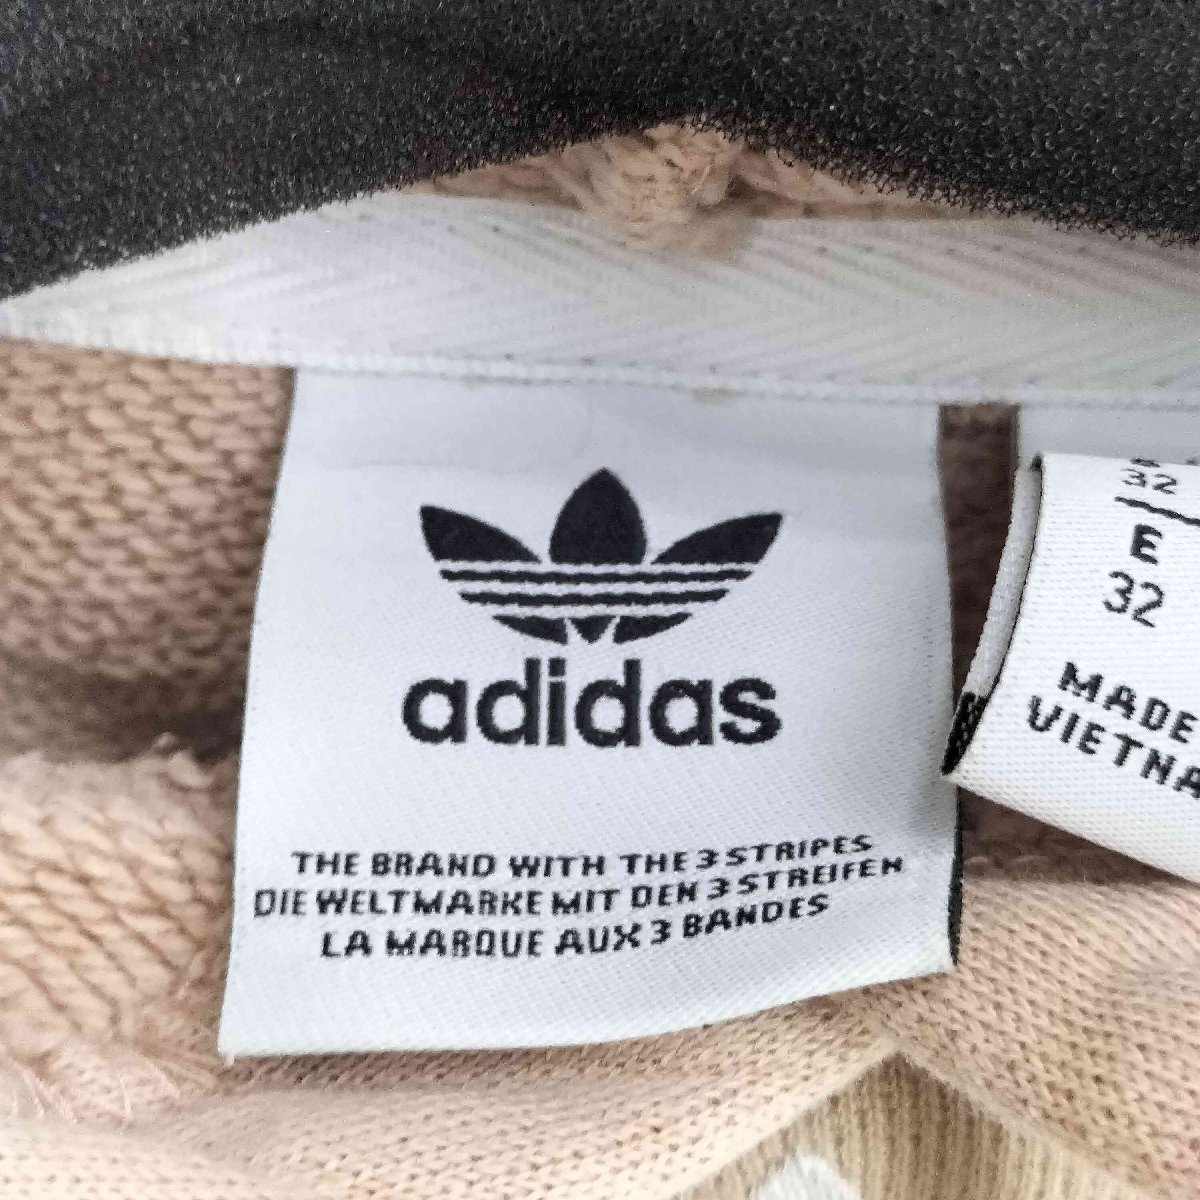 adidas
THE BRAND WITH THE 3 STRIPES
DIE WELTMARKE MIT DEN 3 STREIFEN
LA MARQUE AUX 3 BANDES
32
E
32
MADE
VIETNA